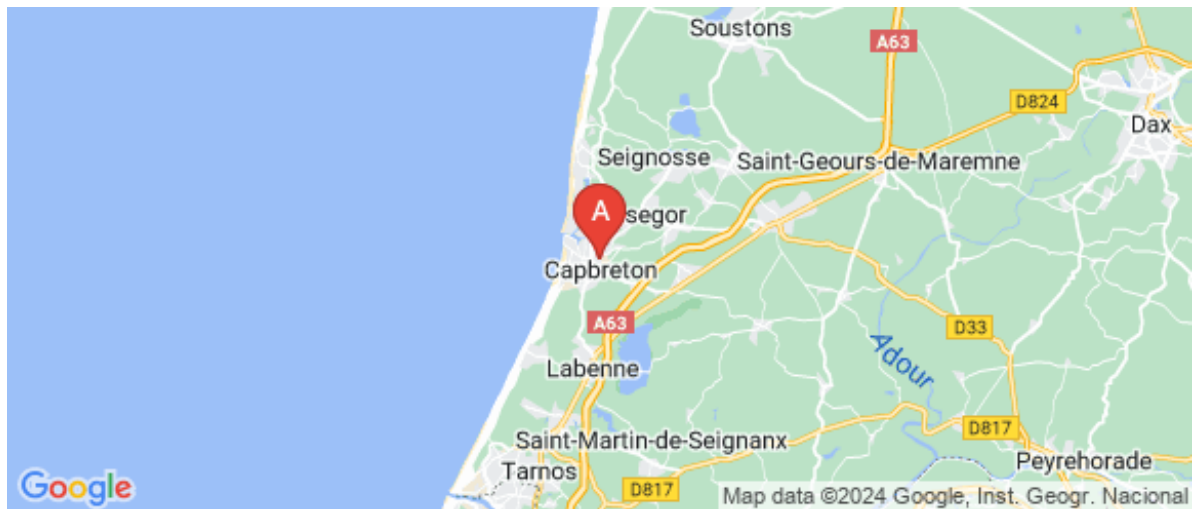 Soustons
A63
D824
Dax
Seignosse
Saint-Geours-de-Maremne
A
segor
Capbreton
A63
D33
Adour
Labenne
D817
Saint-Martin-de-Seignanx
Peyrehorade
Tarnos
D817
Google
Map data ©2024 Google, Inst. Geogr. Nacional